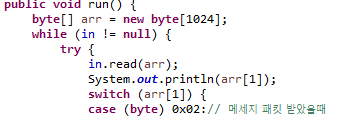 public void run() {
byte[] arr = new byte[1024];
while (in != null) {
try {
in.read(arr);
System.out.println(arr[1]);
switch (arr[1]) {
case (byte) 0x02:// 메세지 패킷 받았을때